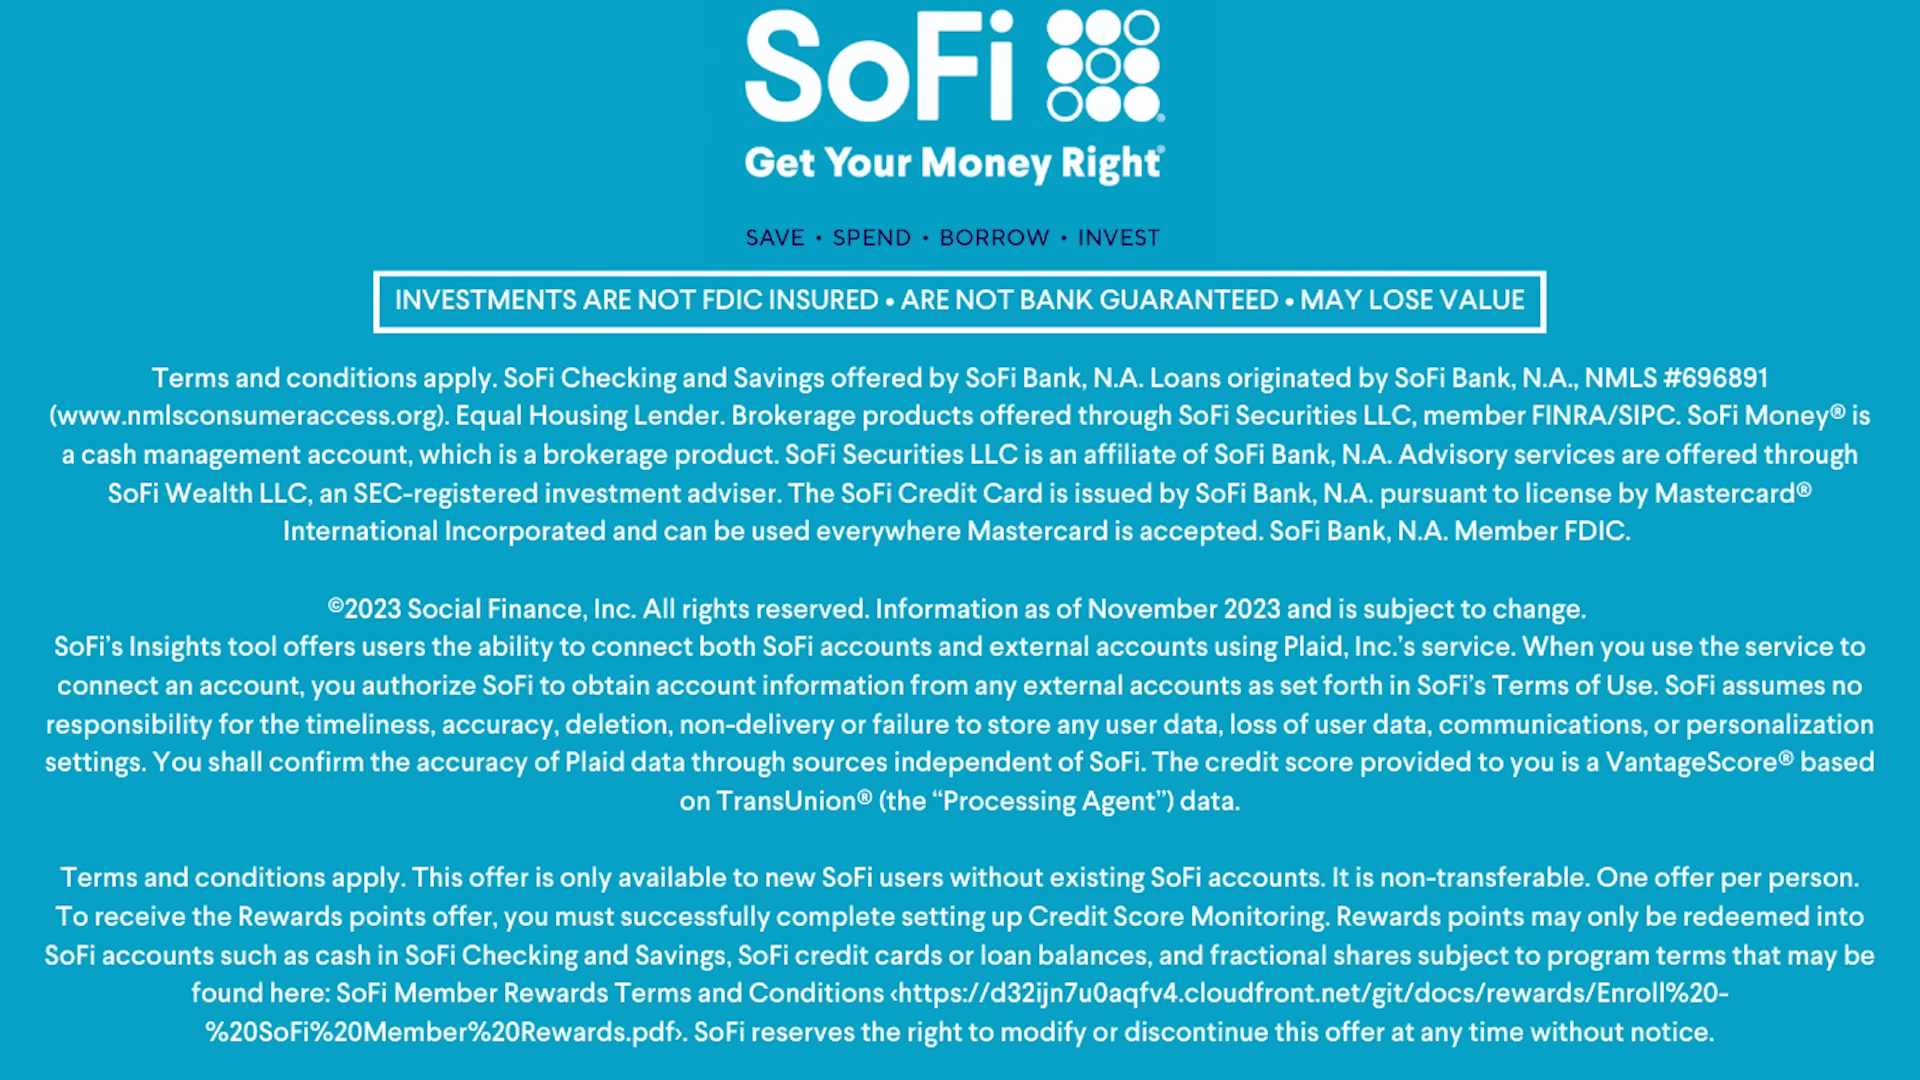 SoFi
Get Your Money Right®
SAVE • SPEND • BORROW • INVEST
INVESTMENTS ARE NOT FDIC INSURED • ARE NOT BANK GUARANTEED • MAY LOSE VALUE
Terms and conditions apply. SoFi Checking and Savings offered by SoFi Bank, N.A. Loans originated by SoFi Bank, N.A., NMLS #696891
(www.nmlsconsumeraccess.org). Equal Housing Lender. Brokerage products offered through SoFi Securities LLC, member FINRA/SIPC. SoFi Money® is
a cash management account, which is a brokerage product. SoFi Securities LLC is an affiliate of SoFi Bank, N.A. Advisory services are offered through
SoFi Wealth LLC, an SEC-registered investment adviser. The SoFi Credit Card is issued by SoFi Bank, N.A. pursuant to license by Mastercard®
International Incorporated and can be used everywhere Mastercard is accepted. SoFi Bank, N.A. Member FDIC.
©2023 Social Finance, Inc. All rights reserved. Information as of November 2023 and is subject to change.
SoFi’s Insights tool offers users the ability to connect both SoFi accounts and external accounts using Plaid, Inc.’s service. When you use the service to
connect an account, you authorize SoFi to obtain account information from any external accounts as set forth in SoFi’s Terms of Use. SoFi assumes no
responsibility for the timeliness, accuracy, deletion, non-delivery or failure to store any user data, loss of user data, communications, or personalization
settings. You shall confirm the accuracy of Plaid data through sources independent of SoFi. The credit score provided to you is a VantageScore® based
on TransUnion® (the “Processing Agent”) data.
Terms and conditions apply. This offer is only available to new SoFi users without existing SoFi accounts. It is non-transferable. One offer per person.
To receive the Rewards points offer, you must successfully complete setting up Credit Score Monitoring. Rewards points may only be redeemed into
SoFi accounts such as cash in SoFi Checking and Savings, SoFi credit cards or loan balances, and fractional shares subject to program terms that may be
found here: SoFi Member Rewards Terms and Conditions ‹https://d32ijn7u0aqfv4.cloudfront.net/git/docs/rewards/Enroll%20-
%20SoFi%20Member%20Rewards.pdf›. SoFi reserves the right to modify or discontinue this offer at any time without notice.